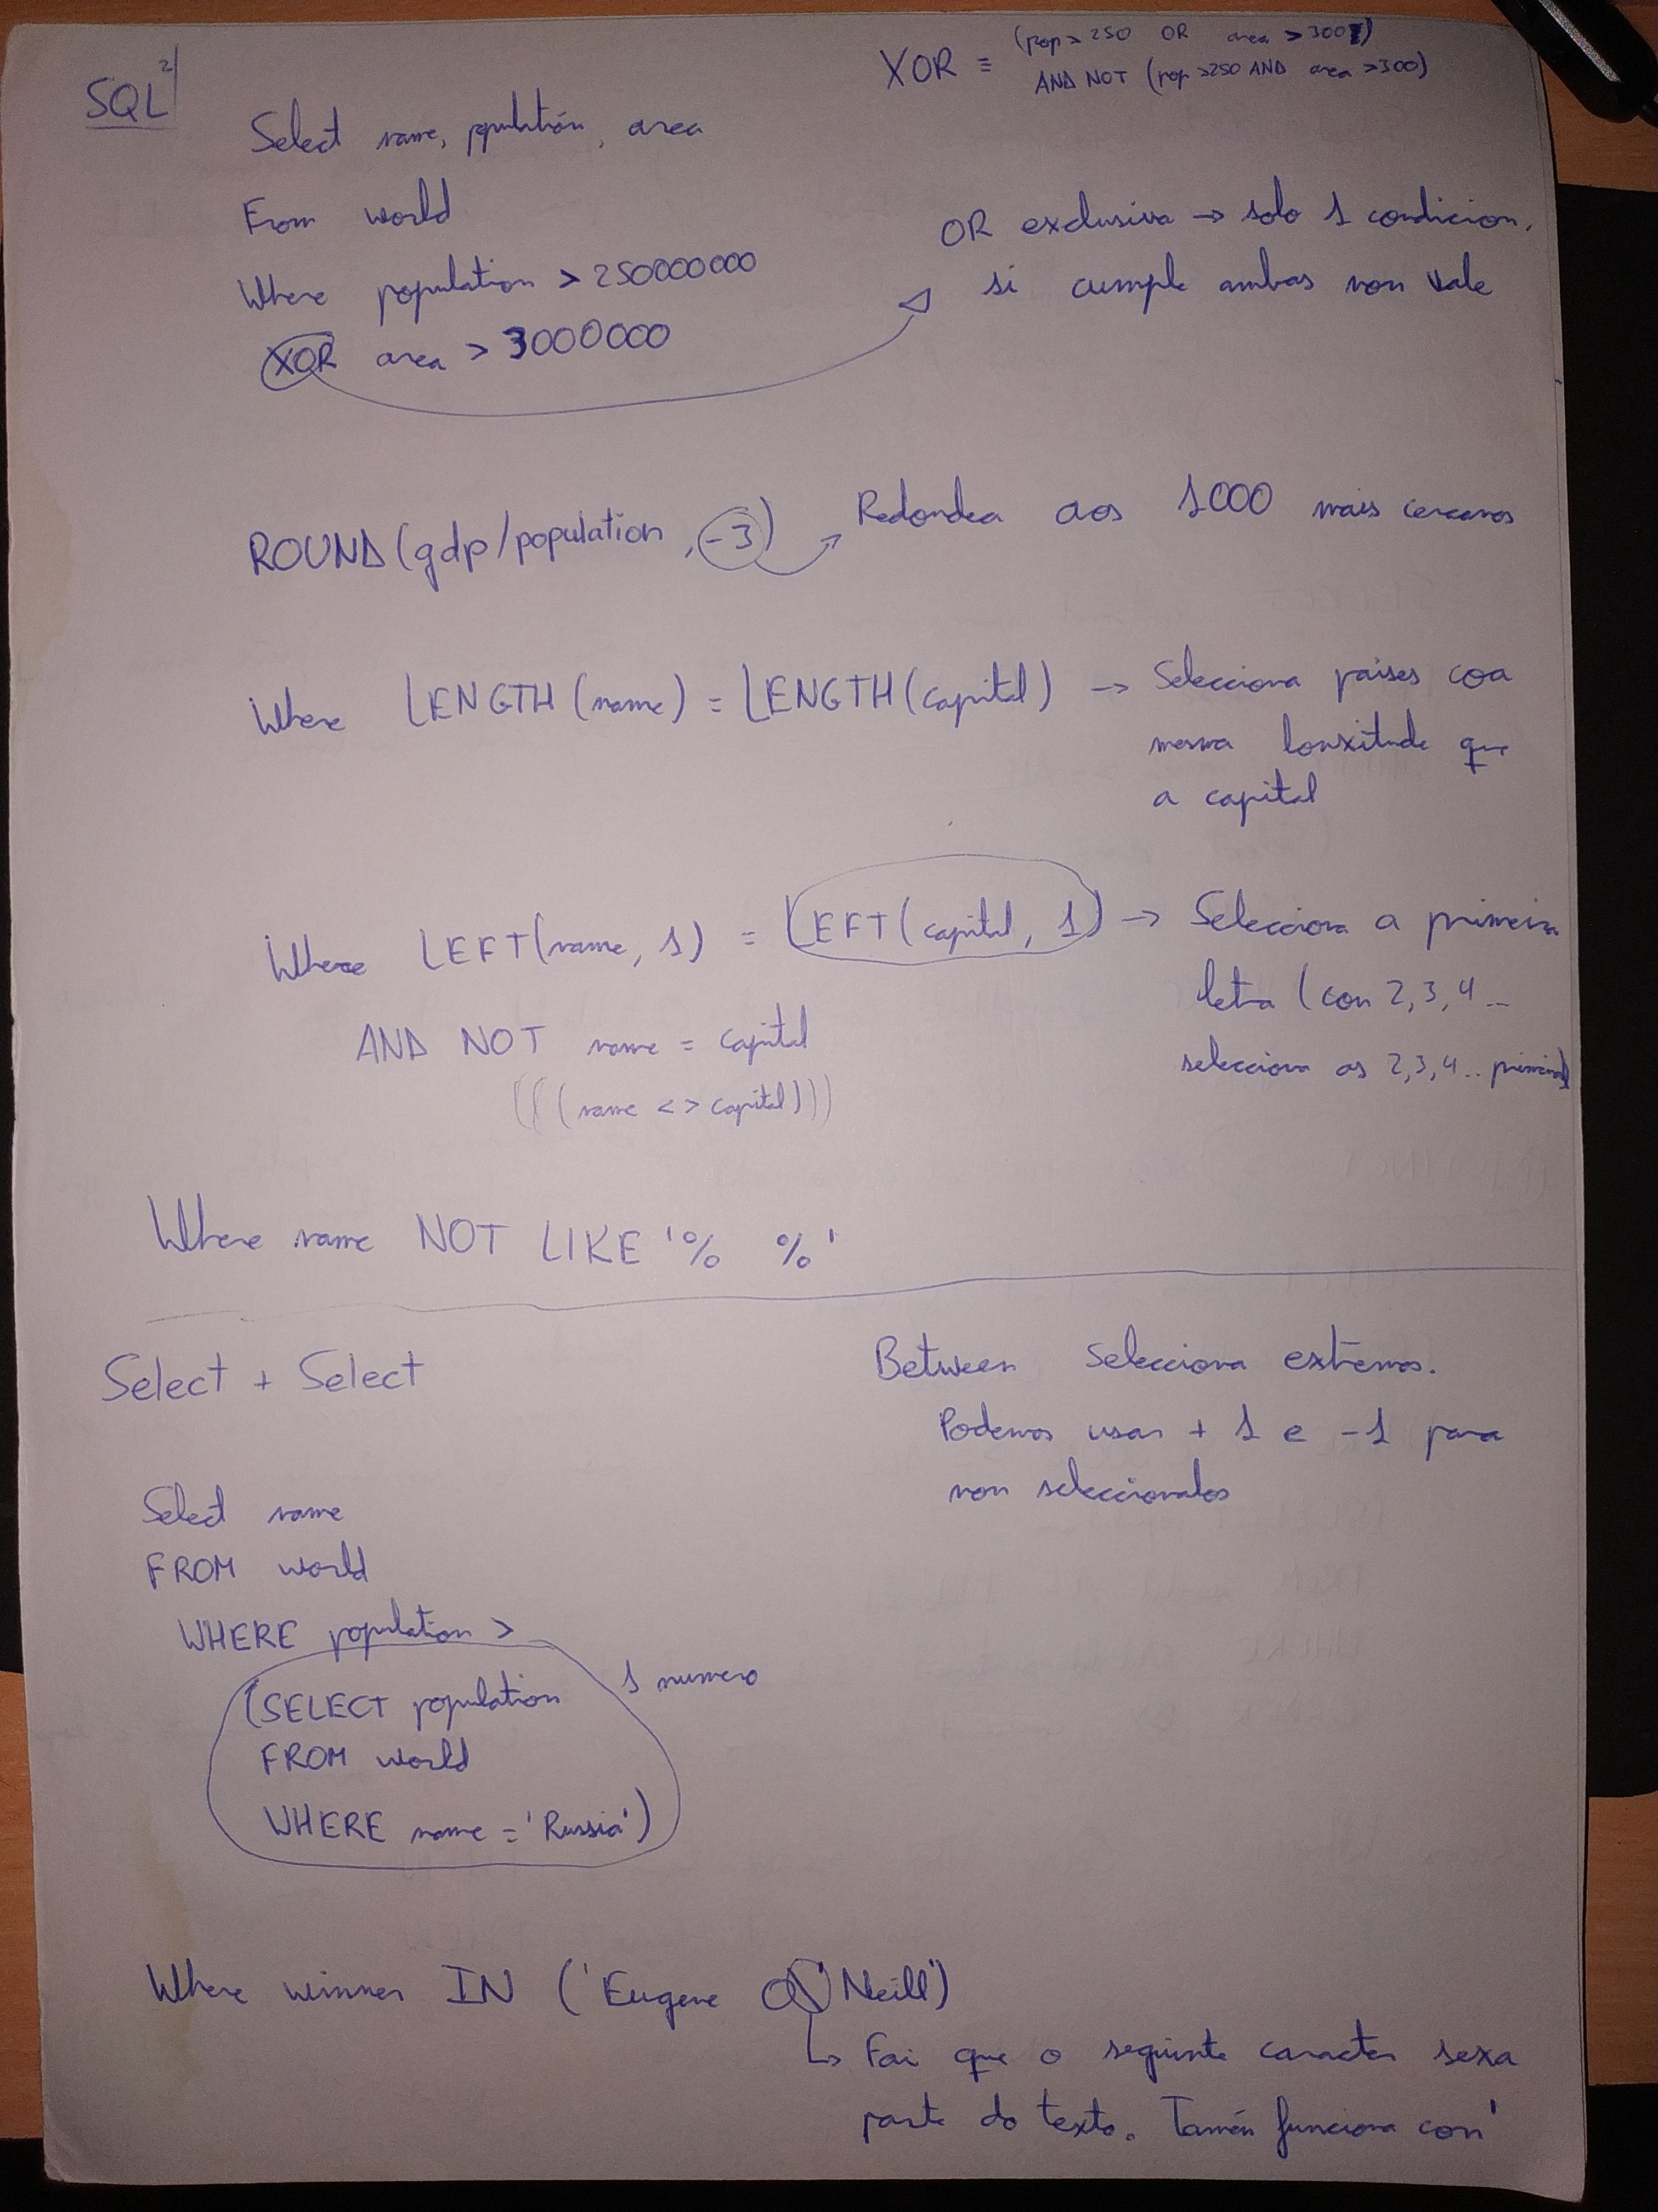 SQL 2
XOR ≡ (pop > 250 OR area > 300)
AND NOT (pop > 250 AND area > 300)
Select name, population, area
From world
Where population > 250000000
XOR area > 3000000
OR exclusiva → solo 1 condicion,
si cumple ambas non vale
ROUND(gdp/population, -3) Redondea aos 1000 mais cercanos
Where LENGTH(name) = LENGTH(capital) → Selecciona países coa
mesma lonxitude que
a capital
Where LEFT(name, 1) = LEFT(capital, 1) → Selecciona a primeira
letra (con 2,3,4...
selecciona as 2,3,4.. primeiras)
AND NOT name = capital
(((name <> capital)))
Where name NOT LIKE '% %'
Select + Select
Between selecciona extremos.
Podemos usar +1 e -1 para
non seleccionalos
Select name
FROM world
WHERE population >
(SELECT population 1 numero
FROM world
WHERE name = 'Russia')
Where winner IN ('Eugene O\'Neill')
↳ Fai que o seguinte caracter sexa
parte do texto. Tamén funciona con '